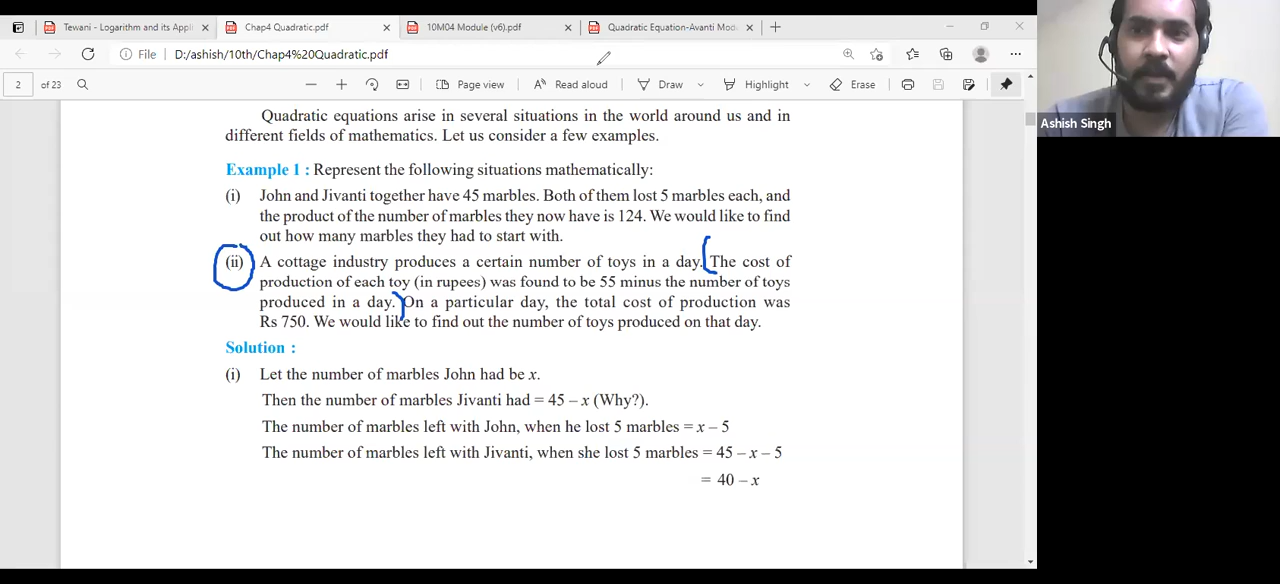 Tewani - Logarithm and its Appli
Chap4 Quadratic.pdf
10M04 Module (v6).pdf
Quadratic Equation-Avanti Mod
File
D:/ashish/10th/Chap4%20Quadratic.pdf
2 of 23
Page view
Read aloud
Draw
Highlight
Erase
Ashish Singh
Quadratic equations arise in several situations in the world around us and in
different fields of mathematics. Let us consider a few examples.
Example 1 : Represent the following situations mathematically:
(i) John and Jivanti together have 45 marbles. Both of them lost 5 marbles each, and
the product of the number of marbles they now have is 124. We would like to find
out how many marbles they had to start with.
(ii) A cottage industry produces a certain number of toys in a day. The cost of
production of each toy (in rupees) was found to be 55 minus the number of toys
produced in a day. On a particular day, the total cost of production was
Rs 750. We would like to find out the number of toys produced on that day.
Solution :
(i) Let the number of marbles John had be x.
Then the number of marbles Jivanti had = 45 – x (Why?).
The number of marbles left with John, when he lost 5 marbles = x – 5
The number of marbles left with Jivanti, when she lost 5 marbles = 45 – x – 5
= 40 – x